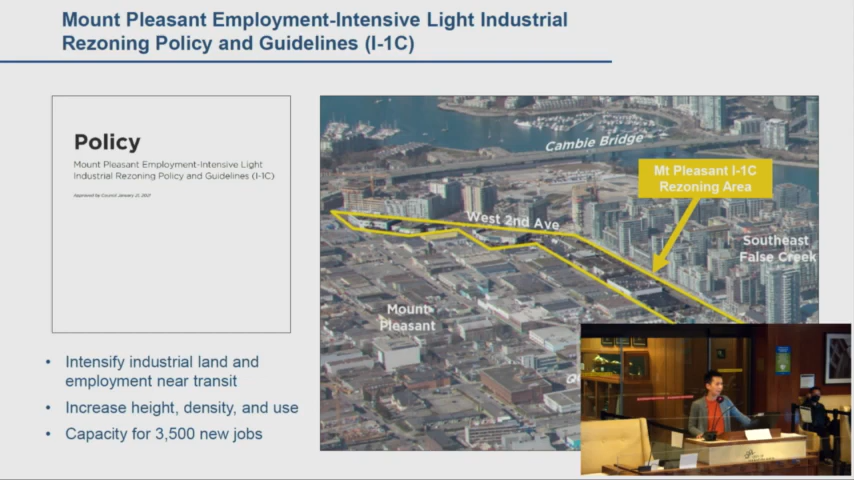 Mount Pleasant Employment-Intensive Light Industrial
Rezoning Policy and Guidelines (I-1C)
Policy
Mount Pleasant Employment-Intensive Light
Industrial Rezoning Policy and Guidelines (I-1C)
Approved by Council January 21, 2021
Cambie Bridge
Mt Pleasant I-1C
Rezoning Area
West 2nd Ave
Southeast
False Creek
Mount
Pleasant
• Intensify industrial land and
employment near transit
• Increase height, density, and use
• Capacity for 3,500 new jobs